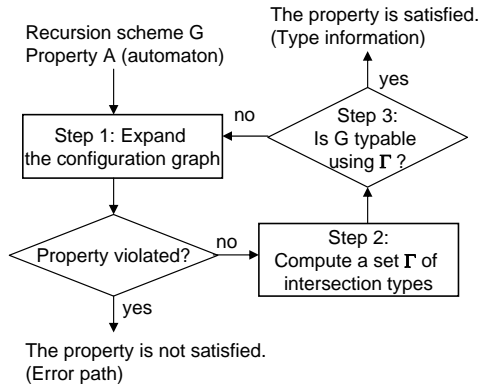 Recursion scheme G
Property A (automaton)
The property is satisfied.
(Type information)
yes
no
Step 1: Expand
the configuration graph
Step 3:
Is G typable
using Γ ?
Property violated?
no
Step 2:
Compute a set Γ of
intersection types
yes
The property is not satisfied.
(Error path)